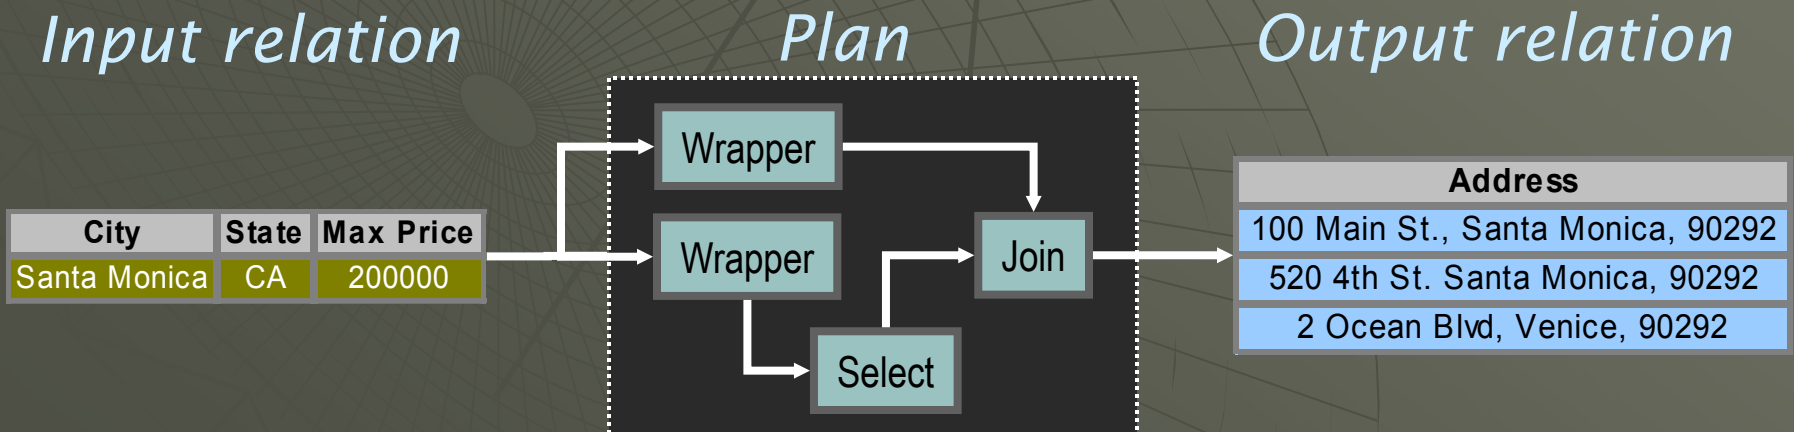 Input relation
Plan
Output relation
Wrapper
Wrapper
Join
Select
City State Max Price
Santa Monica CA 200000
Address
100 Main St., Santa Monica, 90292
520 4th St. Santa Monica, 90292
2 Ocean Blvd, Venice, 90292